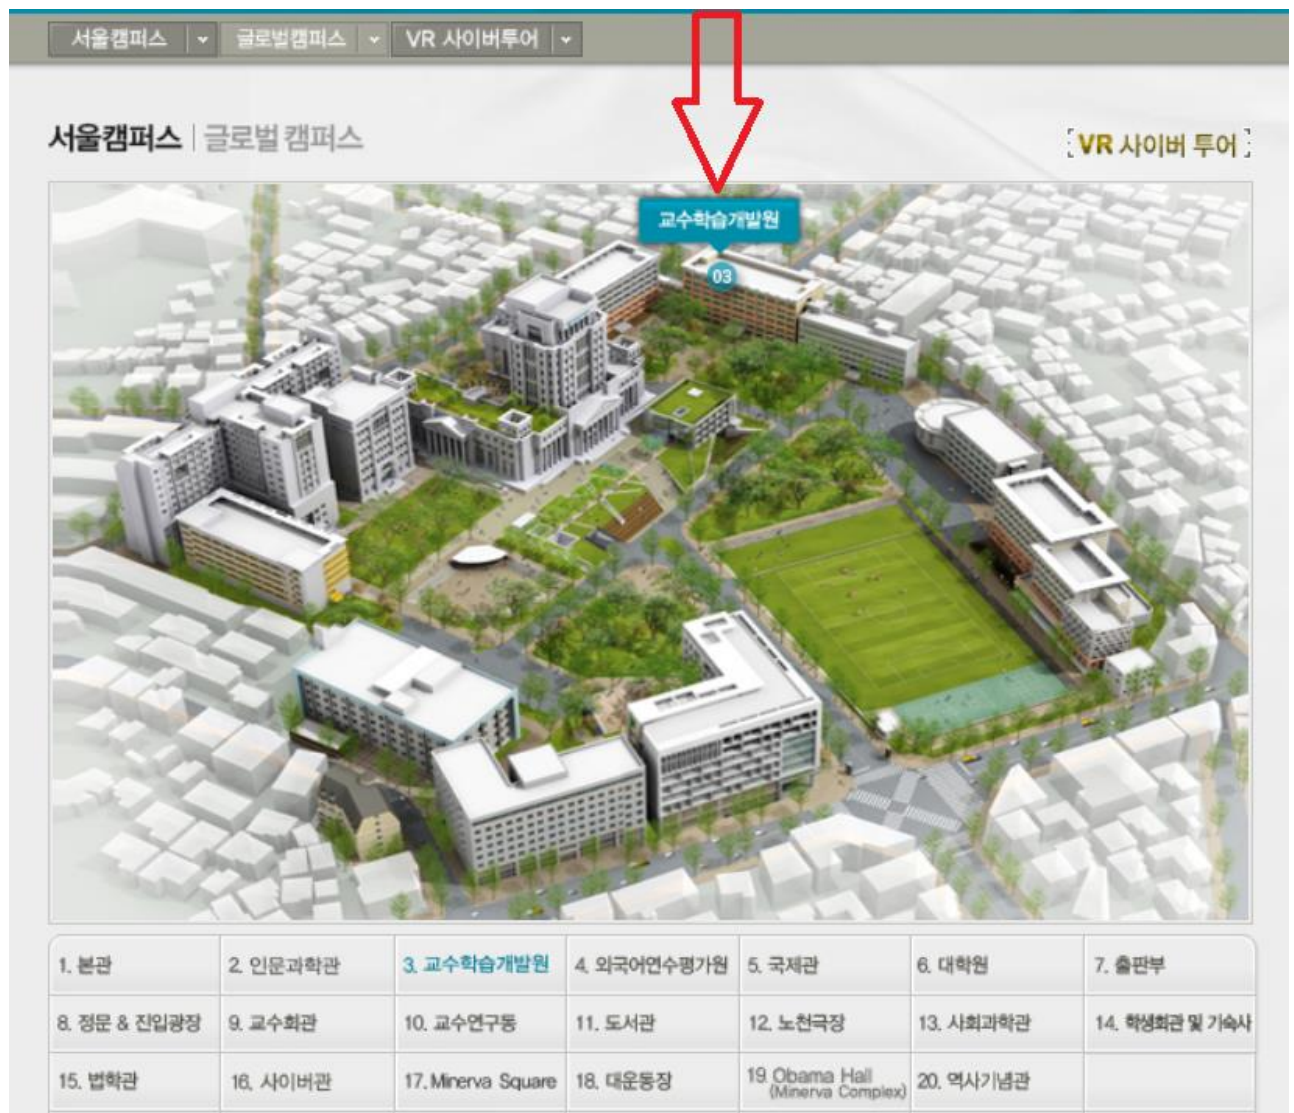 서울캠퍼스 글로벌캠퍼스 VR 사이버투어
서울캠퍼스 | 글로벌 캠퍼스
[VR 사이버 투어]
교수학습개발원
03
1. 본관 2. 인문과학관 3. 교수학습개발원 4. 외국어연수평가원 5. 국제관 6. 대학원 7. 출판부
8. 정문 & 진입광장 9. 교수회관 10. 교수연구동 11. 도서관 12. 노천극장 13. 사회과학관 14. 학생회관 및 기숙사
15. 법학관 16. 사이버관 17. Minerva Square 18. 대운동장 19. Obama Hall (Minerva Complex) 20. 역사기념관